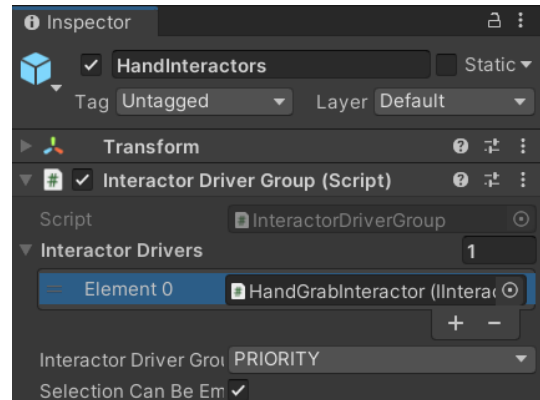 Inspector
HandInteractors
Static
Tag Untagged Layer Default
Transform
# Interactor Driver Group (Script)
Script # InteractorDriverGroup
Interactor Drivers 1
Element 0 # HandGrabInteractor (IInterac
+ -
Interactor Driver Grou PRIORITY
Selection Can Be Em